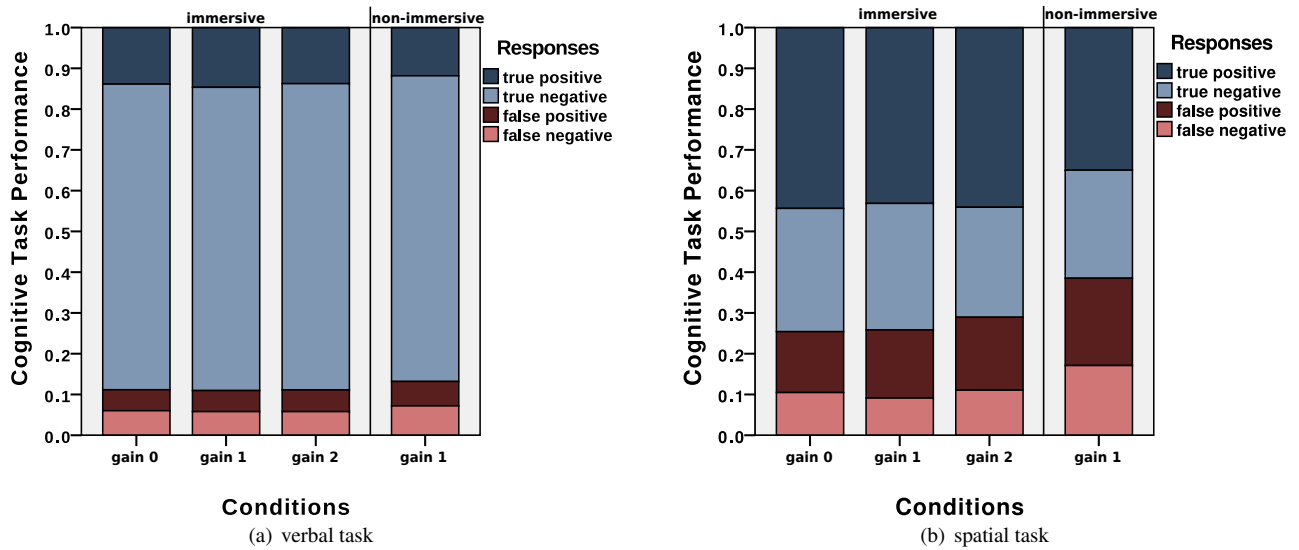 immersive
non-immersive
Cognitive Task Performance
1.0
0.9
0.8
0.7
0.6
0.5
0.4
0.3
0.2
0.1
0.0
gain 0
gain 1
gain 2
gain 1
Conditions
Responses
true positive
true negative
false positive
false negative
(a) verbal task
immersive
non-immersive
Cognitive Task Performance
1.0
0.9
0.8
0.7
0.6
0.5
0.4
0.3
0.2
0.1
0.0
gain 0
gain 1
gain 2
gain 1
Conditions
Responses
true positive
true negative
false positive
false negative
(b) spatial task